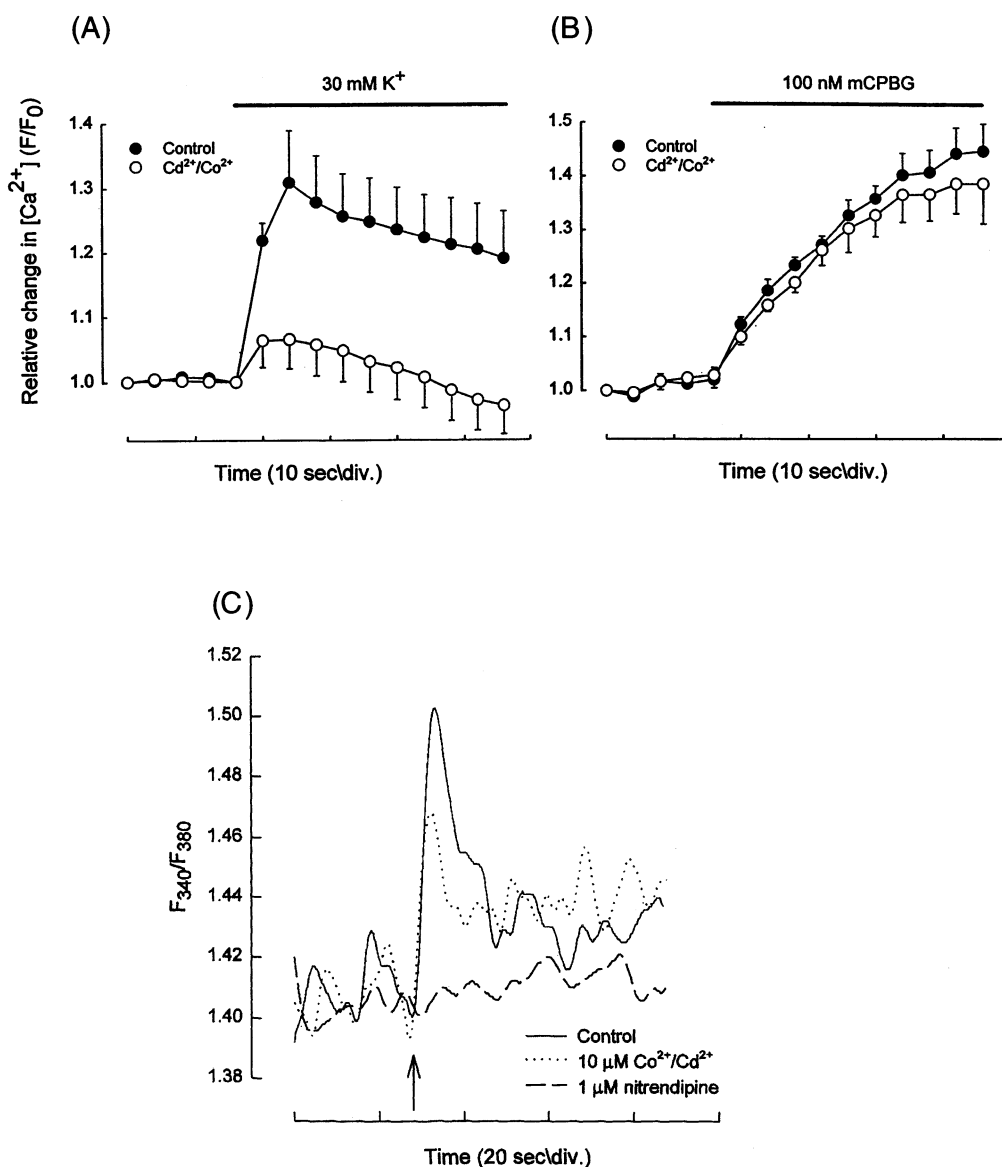 (A)
30 mM K+
Relative change in [Ca2+] (F/F0)
1.4
1.3
1.2
1.1
1.0
Control
Cd2+/Co2+
Time (10 sec\div.)
(B)
100 nM mCPBG
1.5
1.4
1.3
1.2
1.1
1.0
Control
Cd2+/Co2+
Time (10 sec\div.)
(C)
F340/F380
1.52
1.50
1.48
1.46
1.44
1.42
1.40
1.38
Control
10 μM Co2+/Cd2+
1 μM nitrendipine
Time (20 sec\div.)